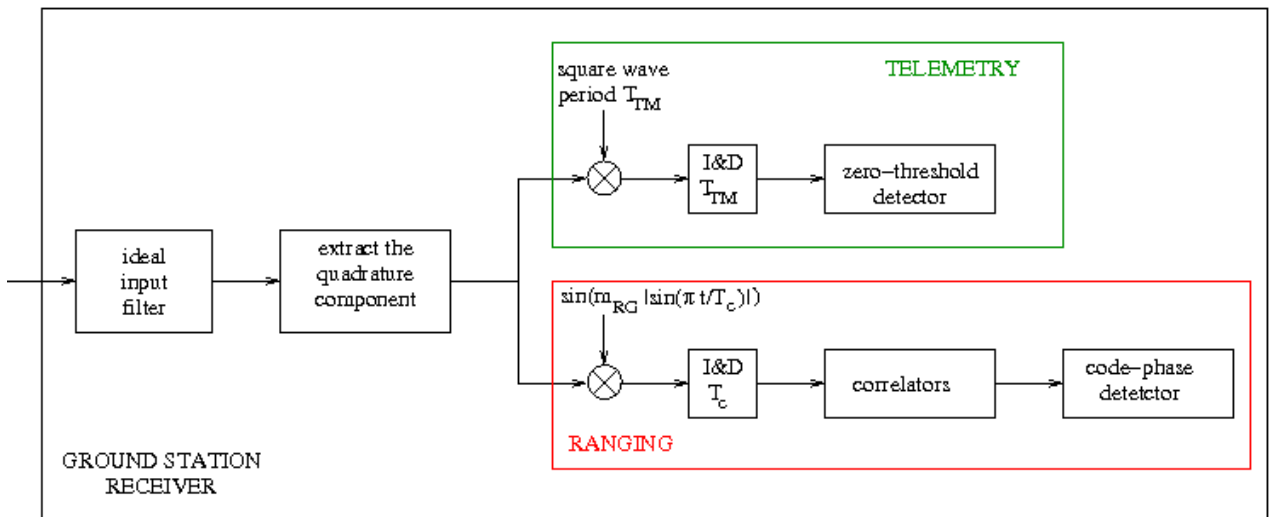 square wave
period T_TM
TELEMETRY
I&D
T_TM
zero-threshold
detector
ideal
input
filter
extract the
quadrature
component
sin(m_RG |sin(π t/T_c)|)
I&D
T_c
correlators
code-phase
detetctor
RANGING
GROUND STATION
RECEIVER